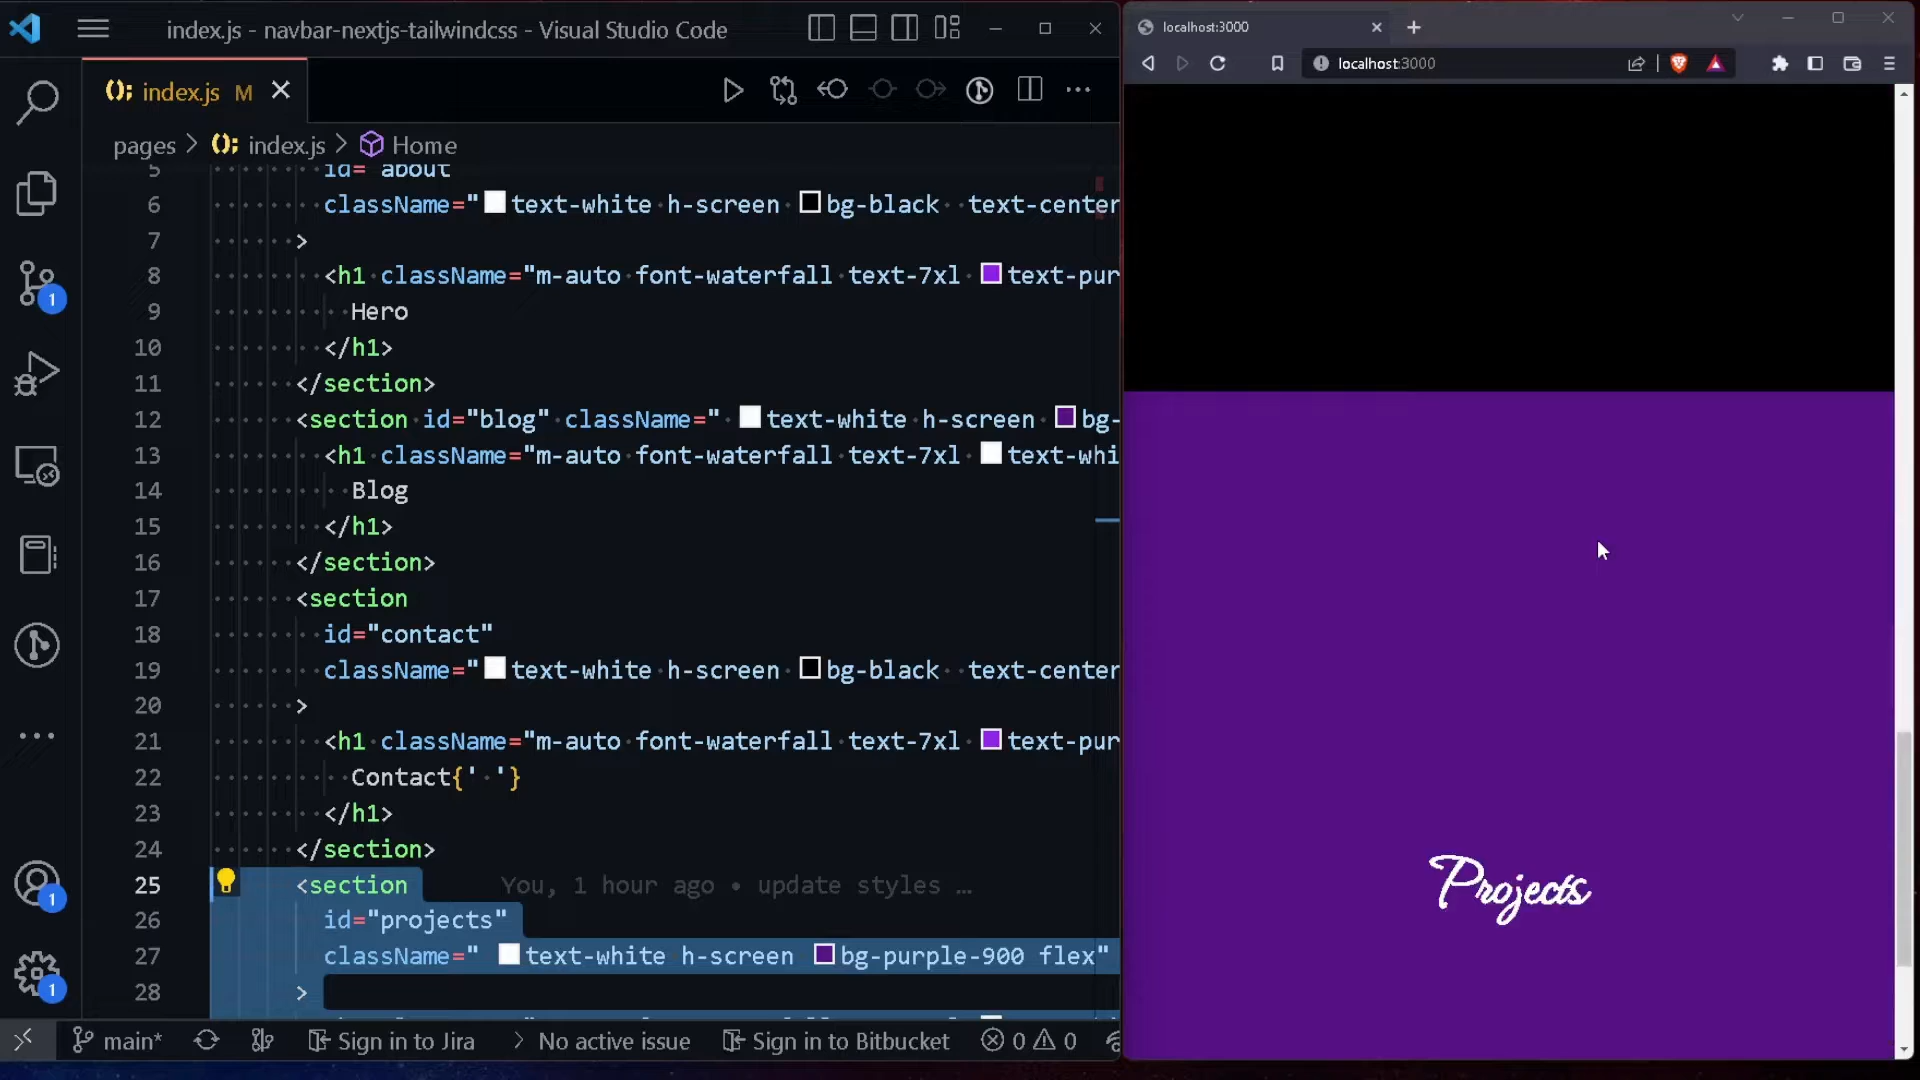 index.js - navbar-nextjs-tailwindcss - Visual Studio Code
index.js M
pages > index.js > Home
5 id= about
6 className=" text-white h-screen bg-black text-center
7 >
8 <h1 className="m-auto font-waterfall text-7xl text-pur
9 Hero
10 </h1>
11 </section>
12 <section id="blog" className=" text-white h-screen bg-
13 <h1 className="m-auto font-waterfall text-7xl text-whi
14 Blog
15 </h1>
16 </section>
17 <section
18 id="contact"
19 className=" text-white h-screen bg-black text-center
20 >
21 <h1 className="m-auto font-waterfall text-7xl text-pur
22 Contact{' '}
23 </h1>
24 </section>
25 <section You, 1 hour ago • update styles …
26 id="projects"
27 className=" text-white h-screen bg-purple-900 flex"
28 >
1
1
1
main* Sign in to Jira > No active issue Sign in to Bitbucket 0 0
localhost:3000
localhost:3000
Projects